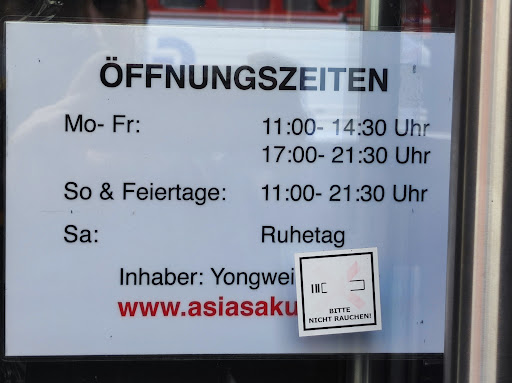 ÖFFNUNGSZEITEN
Mo- Fr: 11:00- 14:30 Uhr
17:00- 21:30 Uhr
So & Feiertage: 11:00- 21:30 Uhr
Sa: Ruhetag
Inhaber: Yongwei
www.asiasaku
BITTE
NICHT RAUCHEN!